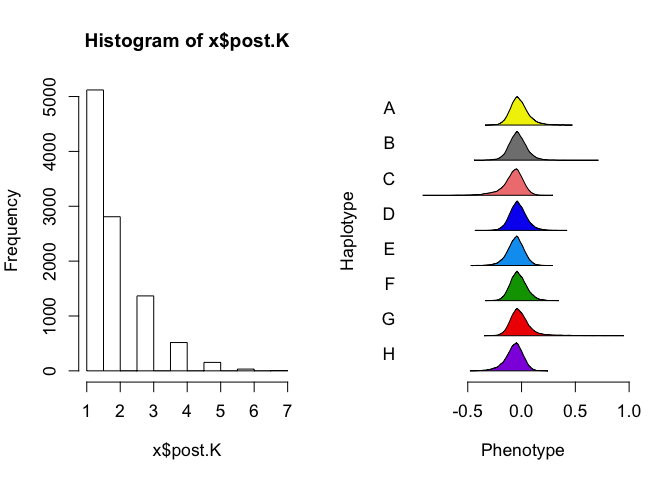 Histogram of x$post.K
Frequency
0
1000
2000
3000
4000
5000
1 2 3 4 5 6 7
x$post.K
Haplotype
A
B
C
D
E
F
G
H
-0.5 0.0 0.5 1.0
Phenotype